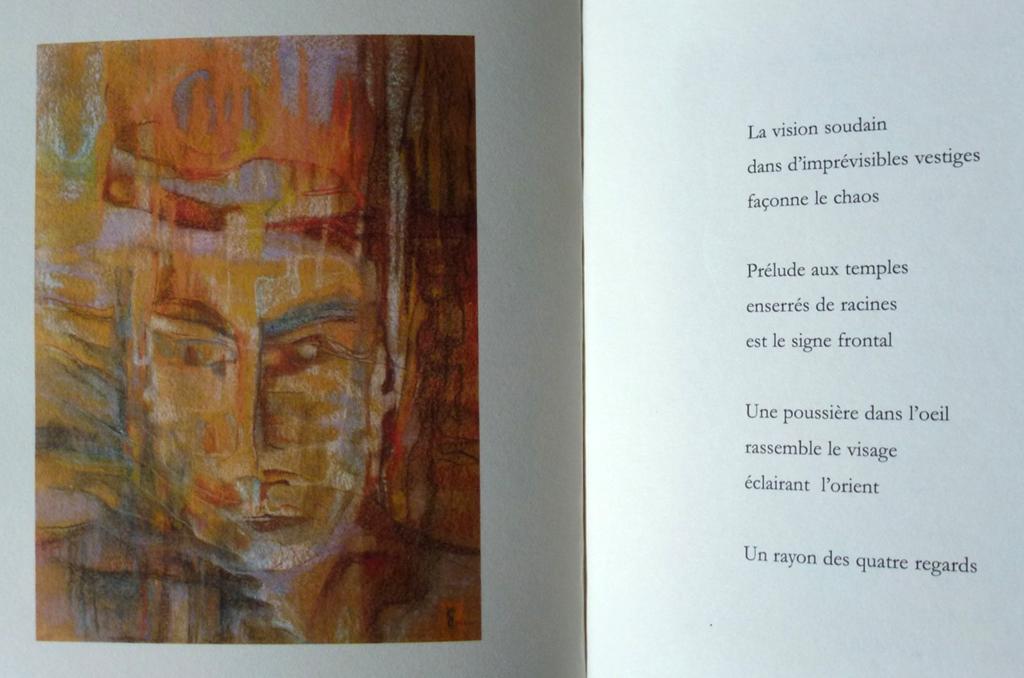 La vision soudain
dans d'imprévisibles vestiges
façonne le chaos
Prélude aux temples
enserrés de racines
est le signe frontal
Une poussière dans l'oeil
rassemble le visage
éclairant l'orient
Un rayon des quatre regards